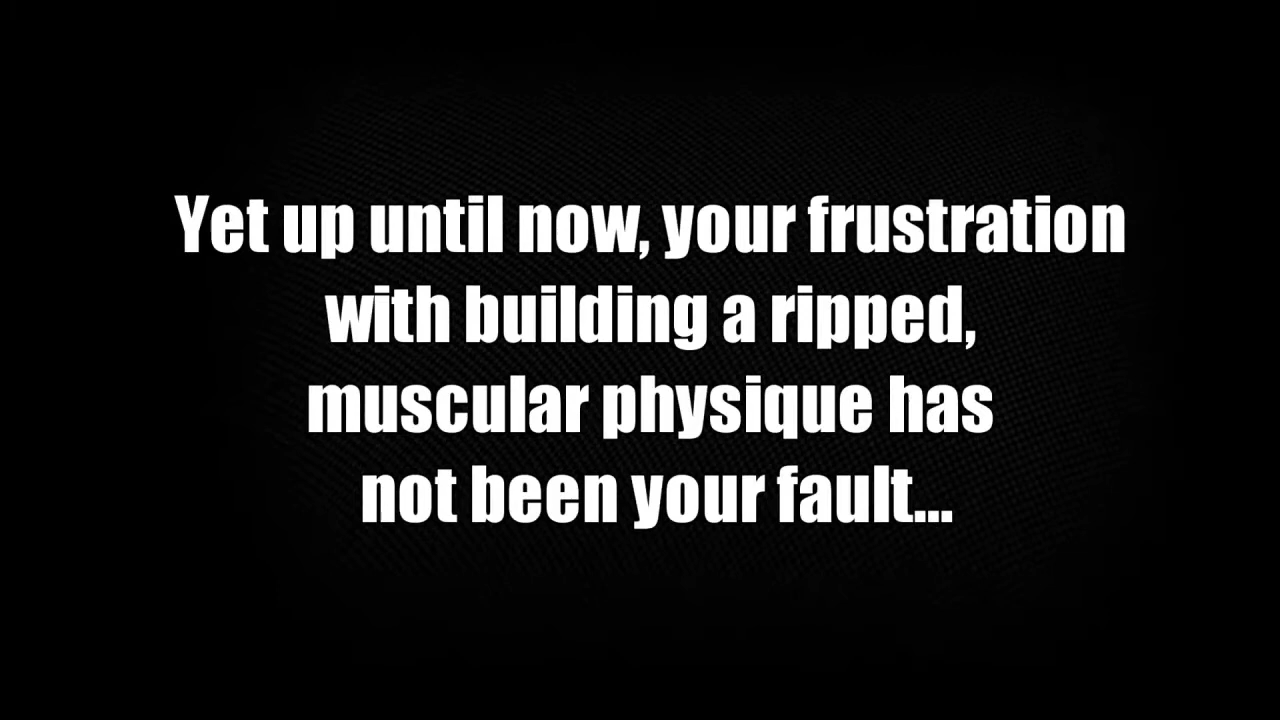 Yet up until now, your frustration
with building a ripped,
muscular physique has
not been your fault...